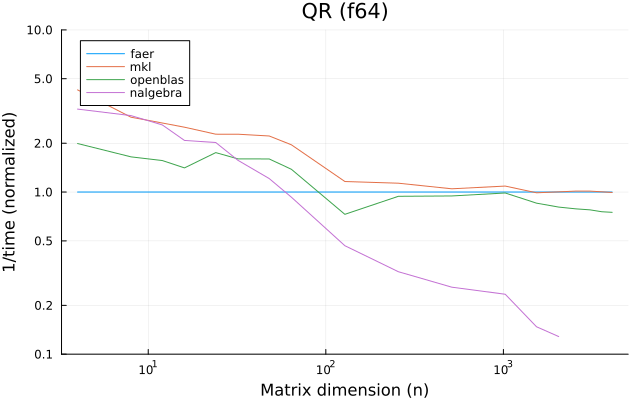 QR (f64)
10.0
faer
mkl
5.0
openblas
nalgebra
2.0
1/time (normalized)
1.0
0.5
0.2
0.1
10¹ 10² 10³
Matrix dimension (n)